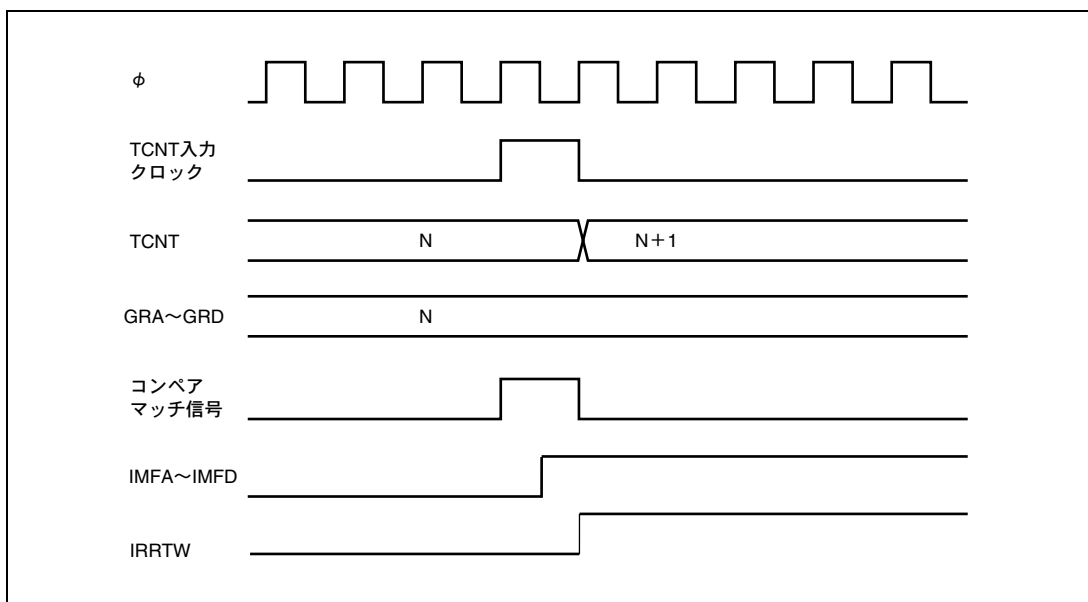 φ
TCNT入力
クロック
TCNT
N
N+1
GRA～GRD
N
コンペア
マッチ信号
IMFA～IMFD
IRRTW